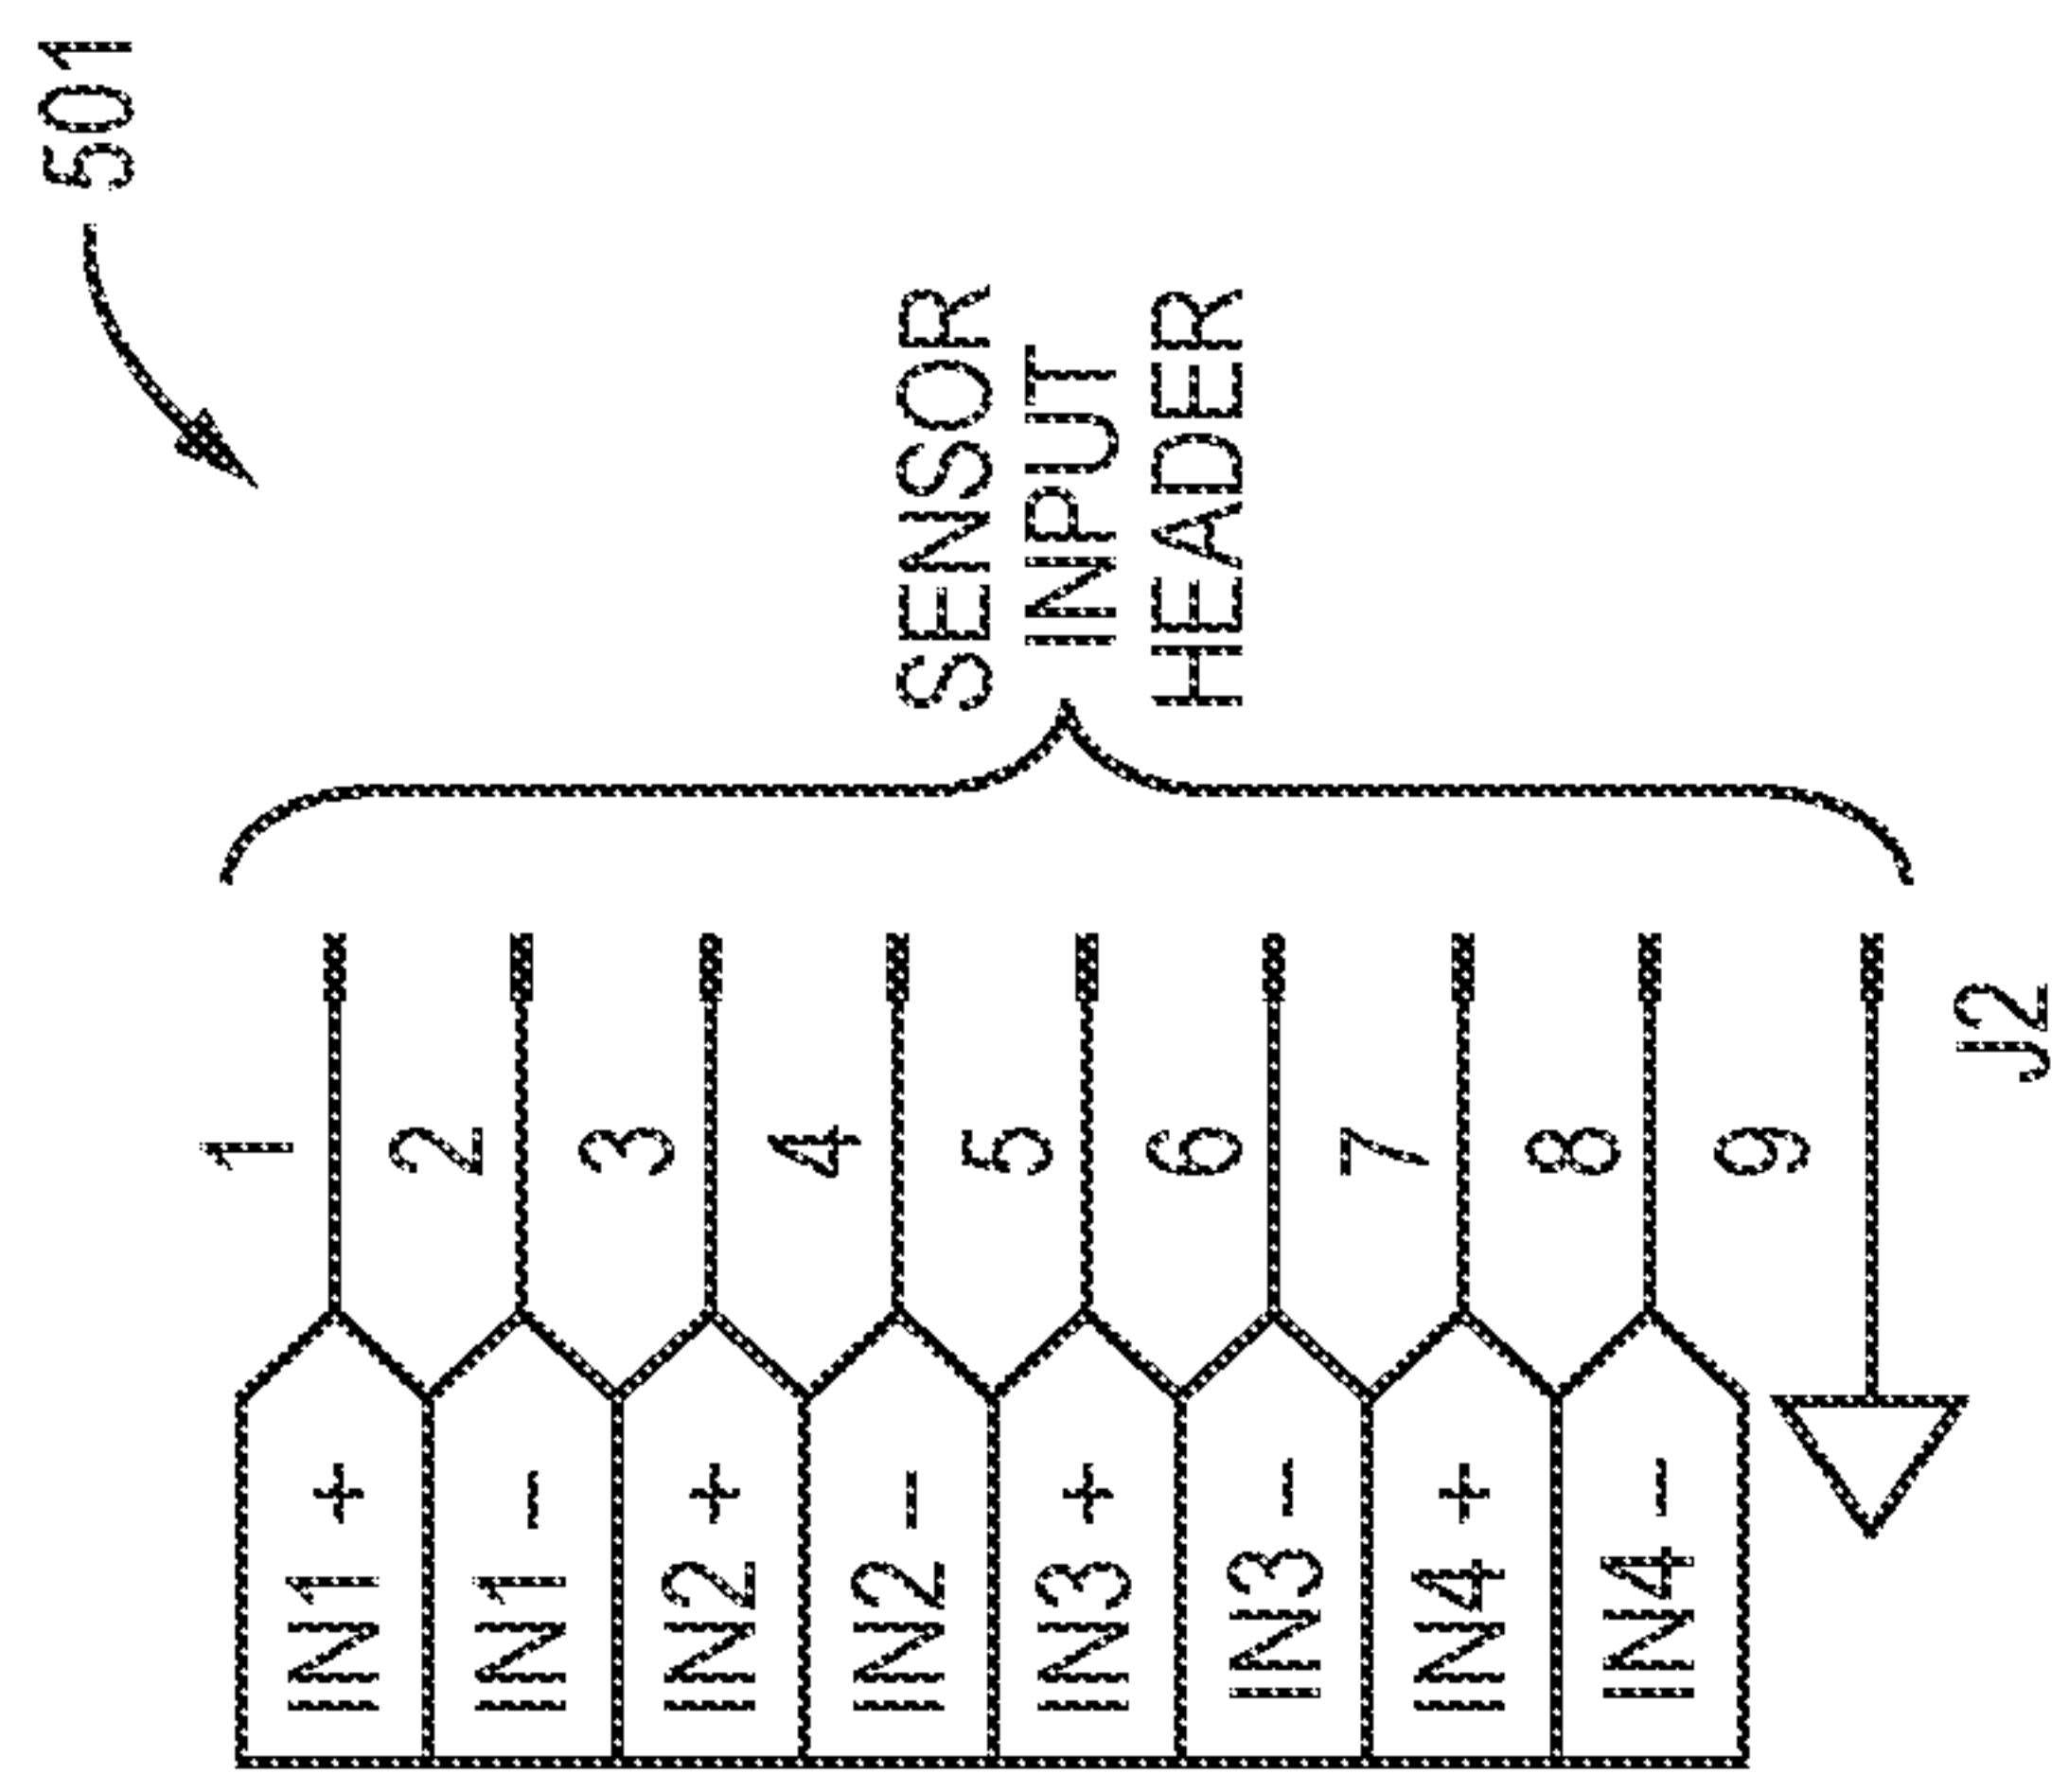 501
SENSOR
INPUT
HEADER
IN1+ 1
IN1- 2
IN2+ 3
IN2- 4
IN3+ 5
IN3- 6
IN4+ 7
IN4- 8
9
J2